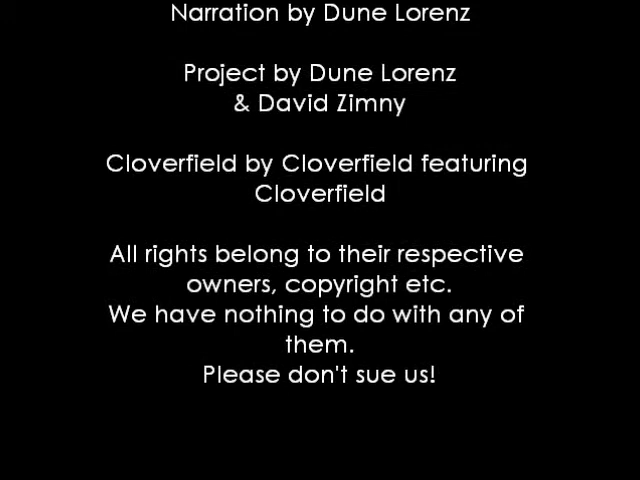 Narration by Dune Lorenz
Project by Dune Lorenz
& David Zimny
Cloverfield by Cloverfield featuring
Cloverfield
All rights belong to their respective
owners, copyright etc.
We have nothing to do with any of
them.
Please don't sue us!